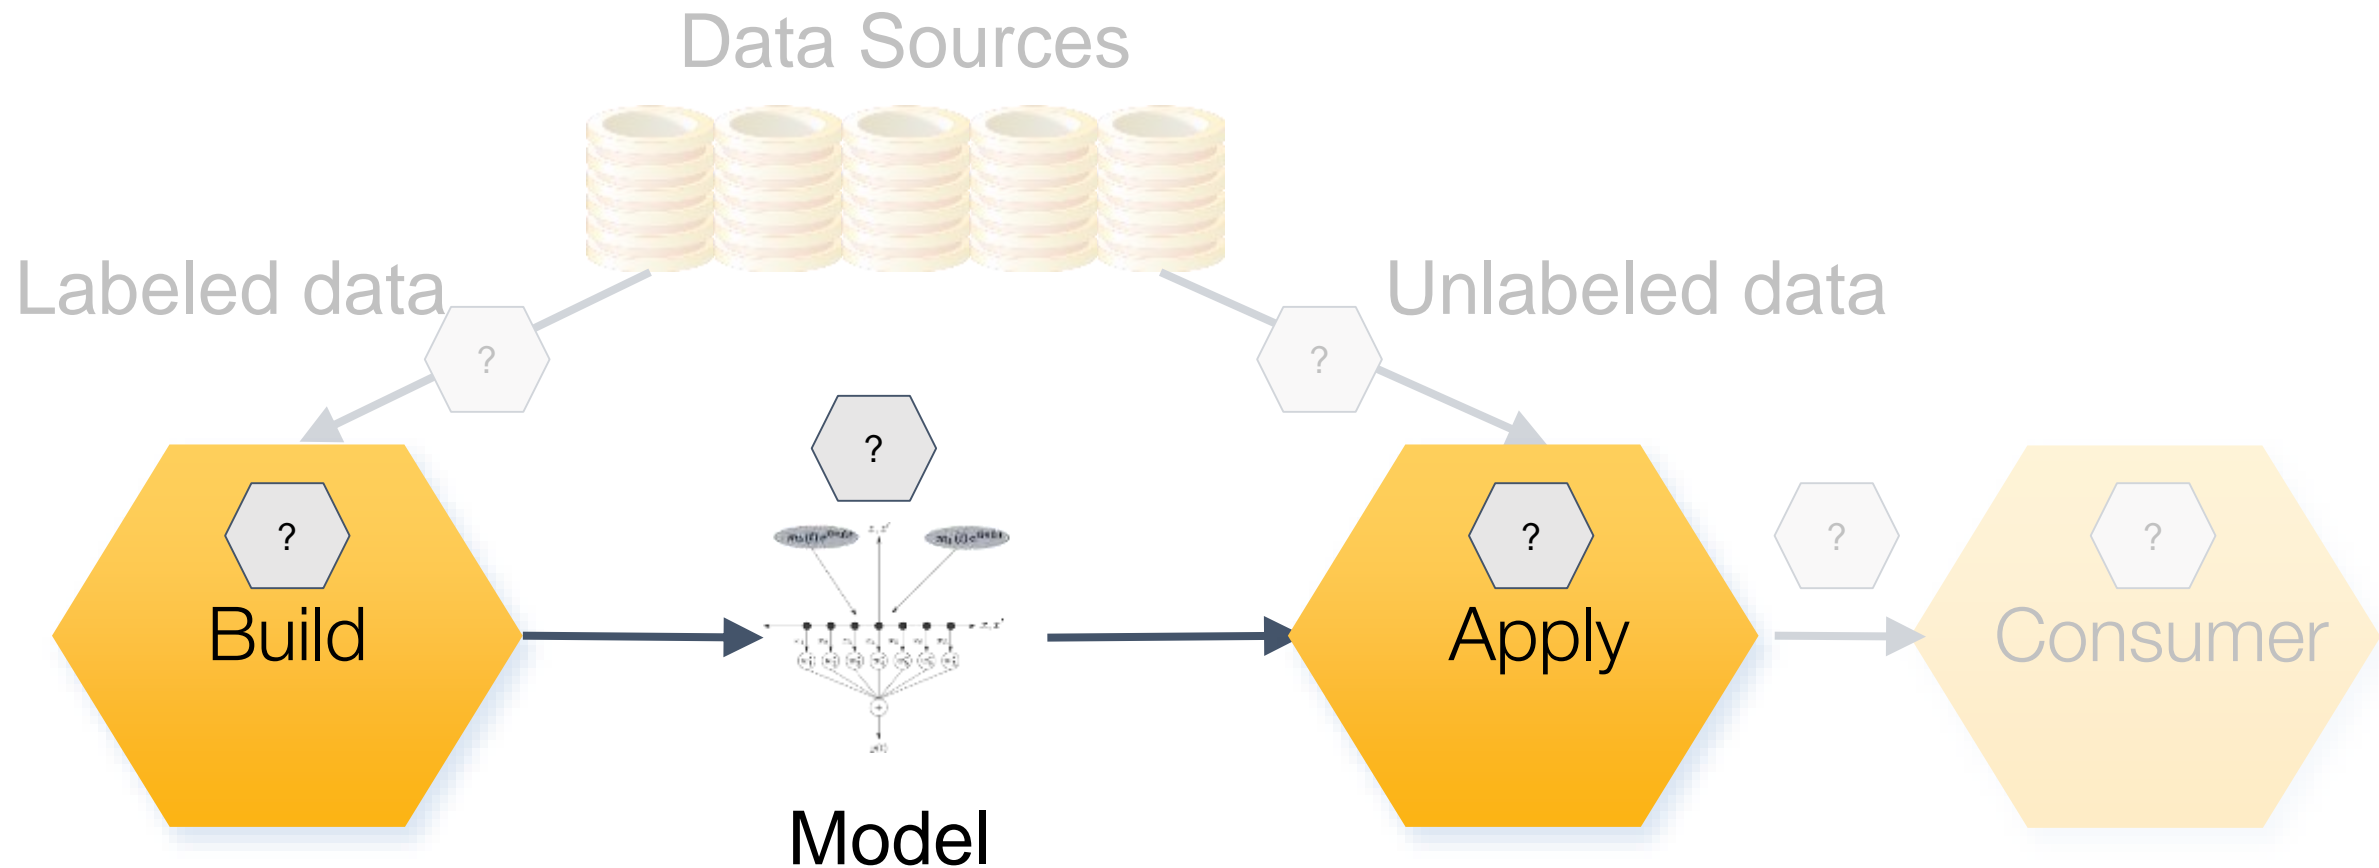 Data Sources
Labeled data
Unlabeled data
?
?
?
?
?
?
?
Build
Apply
Consumer
Model